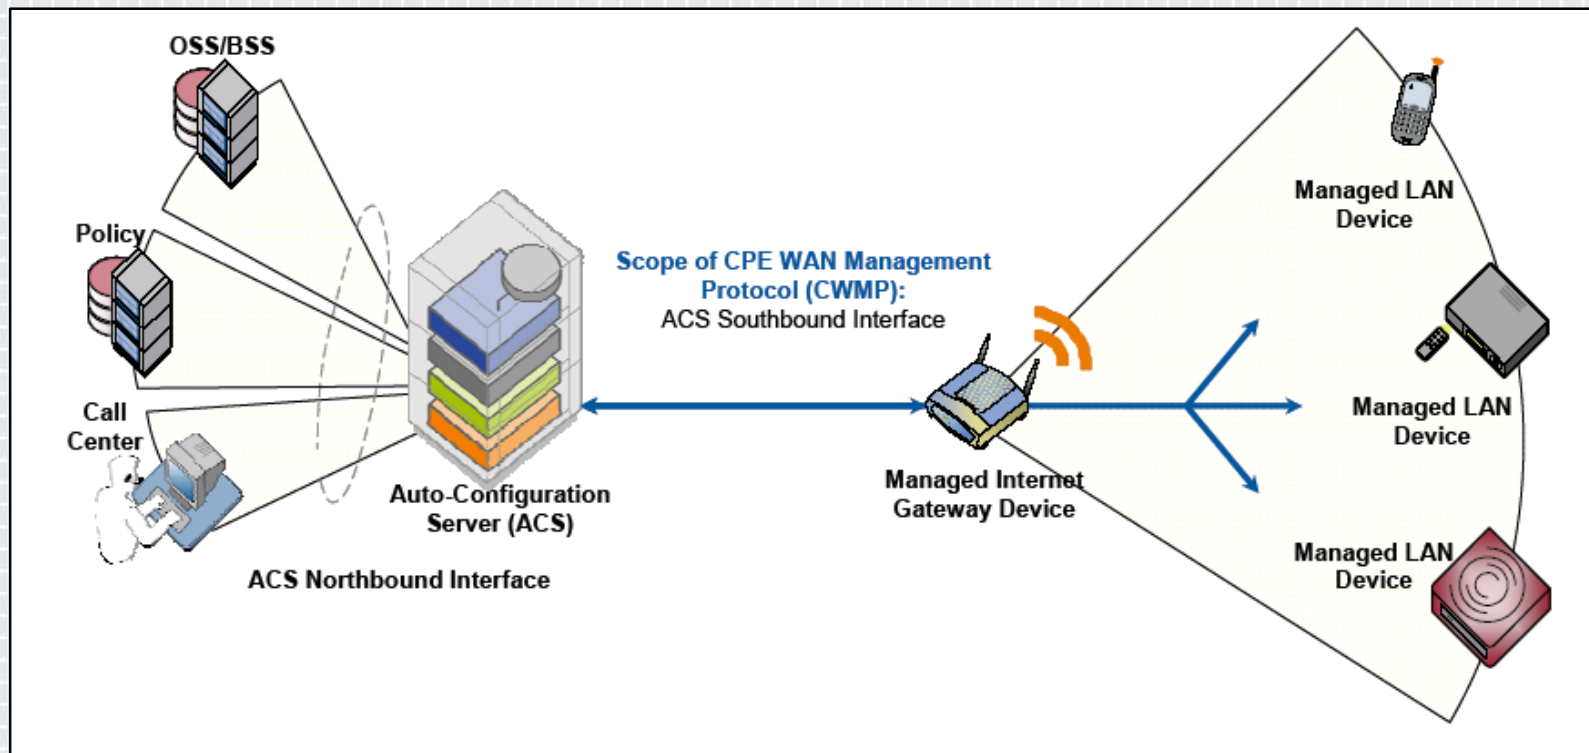 OSS/BSS
Policy
Call
Center
Auto-Configuration
Server (ACS)
ACS Northbound Interface
Scope of CPE WAN Management
Protocol (CWMP):
ACS Southbound Interface
Managed Internet
Gateway Device
Managed LAN
Device
Managed LAN
Device
Managed LAN
Device